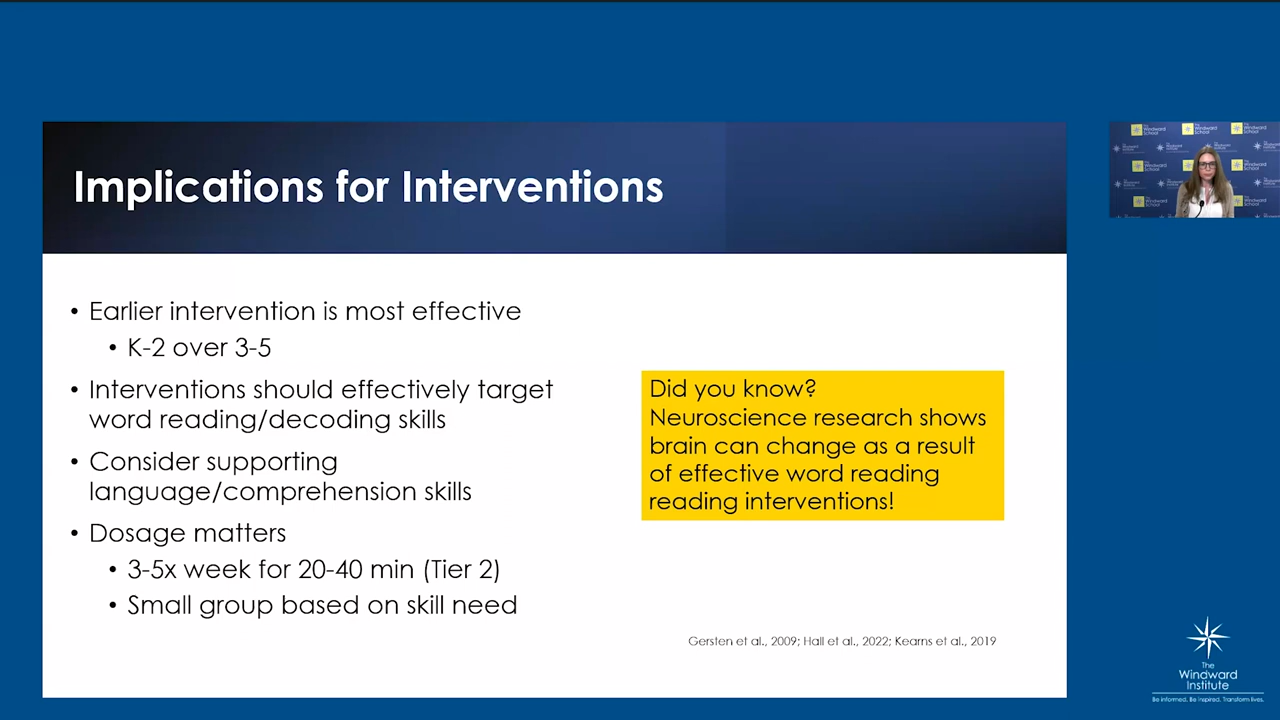 Implications for Interventions
• Earlier intervention is most effective
• K-2 over 3-5
• Interventions should effectively target
word reading/decoding skills
• Consider supporting
language/comprehension skills
• Dosage matters
• 3-5x week for 20-40 min (Tier 2)
• Small group based on skill need
Did you know?
Neuroscience research shows
brain can change as a result
of effective word reading
reading interventions!
Gersten et al., 2009; Hall et al., 2022; Kearns et al., 2019
The
Windward
School
The
Windward
Institute
Be informed. Be inspired. Transform lives.